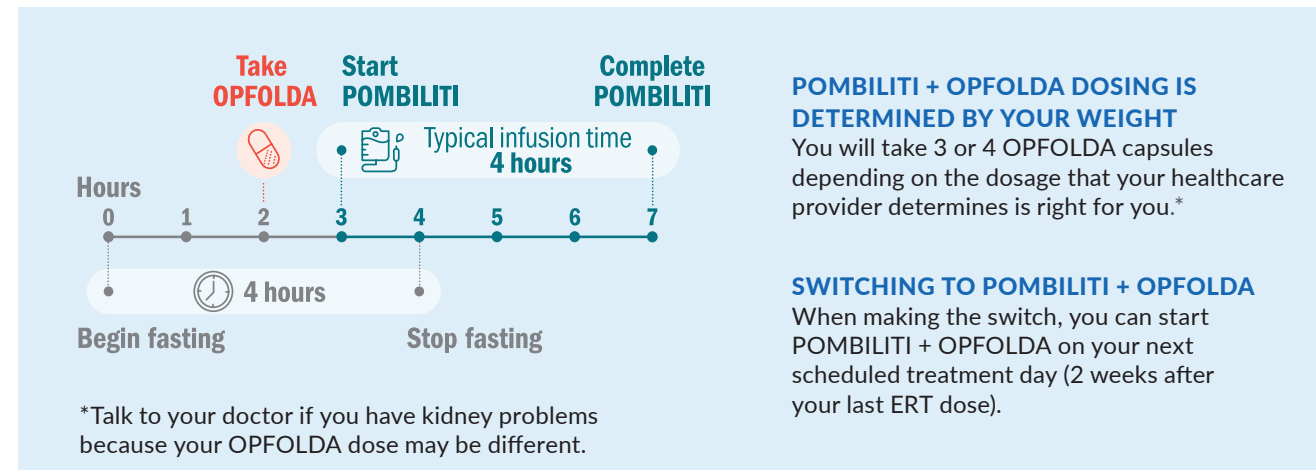 Take
OPFOLDA
Start
POMBILITI
Complete
POMBILITI
Typical infusion time
4 hours
Hours
0 1 2 3 4 5 6 7
4 hours
Begin fasting
Stop fasting
*Talk to your doctor if you have kidney problems
because your OPFOLDA dose may be different.
POMBILITI + OPFOLDA DOSING IS
DETERMINED BY YOUR WEIGHT
You will take 3 or 4 OPFOLDA capsules
depending on the dosage that your healthcare
provider determines is right for you.*
SWITCHING TO POMBILITI + OPFOLDA
When making the switch, you can start
POMBILITI + OPFOLDA on your next
scheduled treatment day (2 weeks after
your last ERT dose).